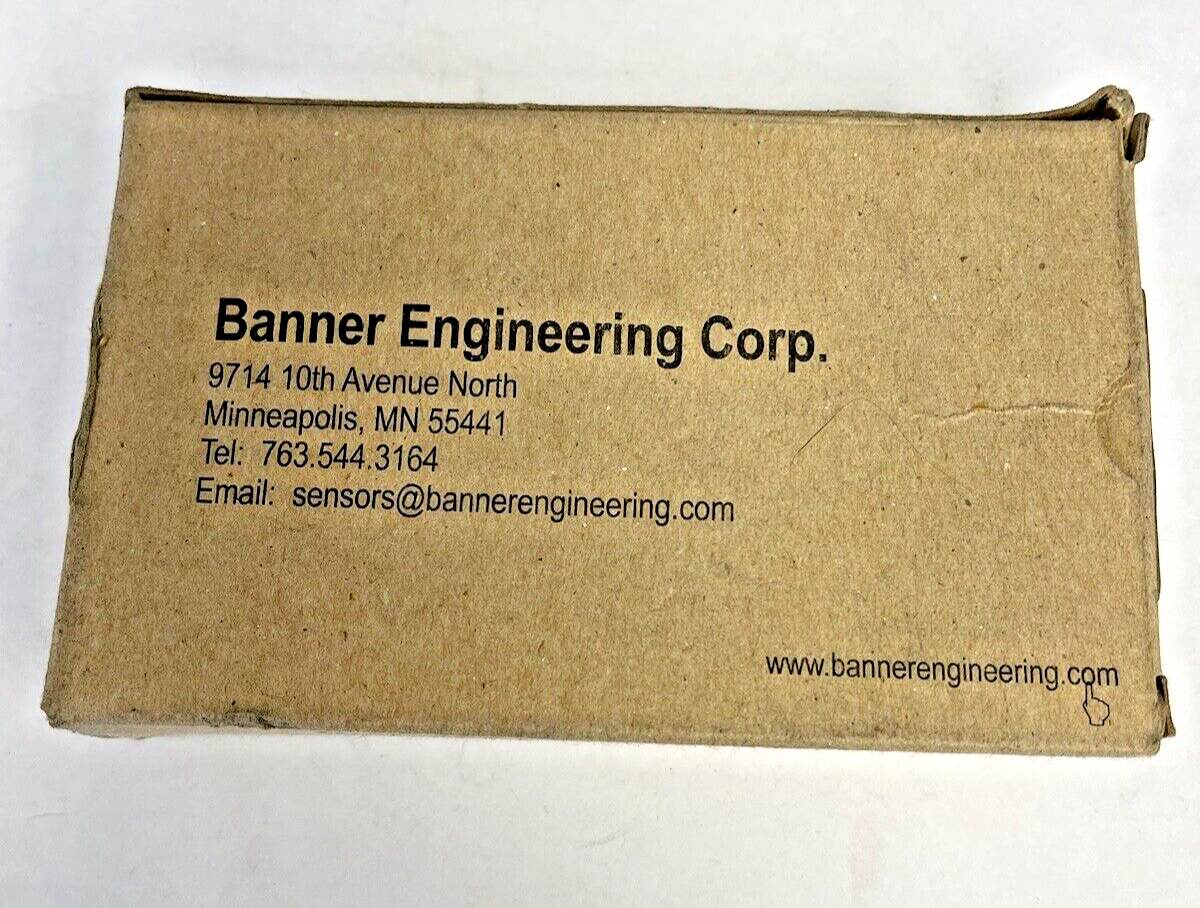 Banner Engineering Corp.
9714 10th Avenue North
Minneapolis, MN 55441
Tel: 763.544.3164
Email: sensors@bannerengineering.com
www.bannerengineering.com